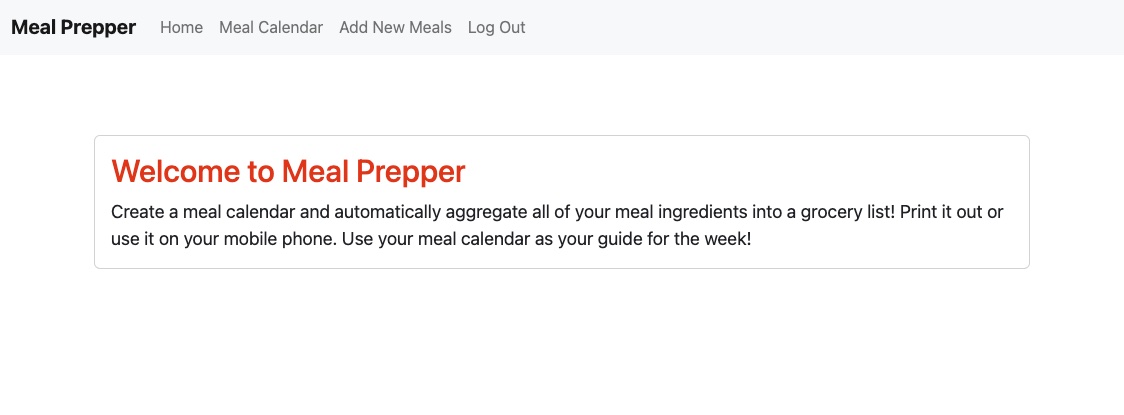 Meal Prepper Home Meal Calendar Add New Meals Log Out
Welcome to Meal Prepper
Create a meal calendar and automatically aggregate all of your meal ingredients into a grocery list! Print it out or
use it on your mobile phone. Use your meal calendar as your guide for the week!